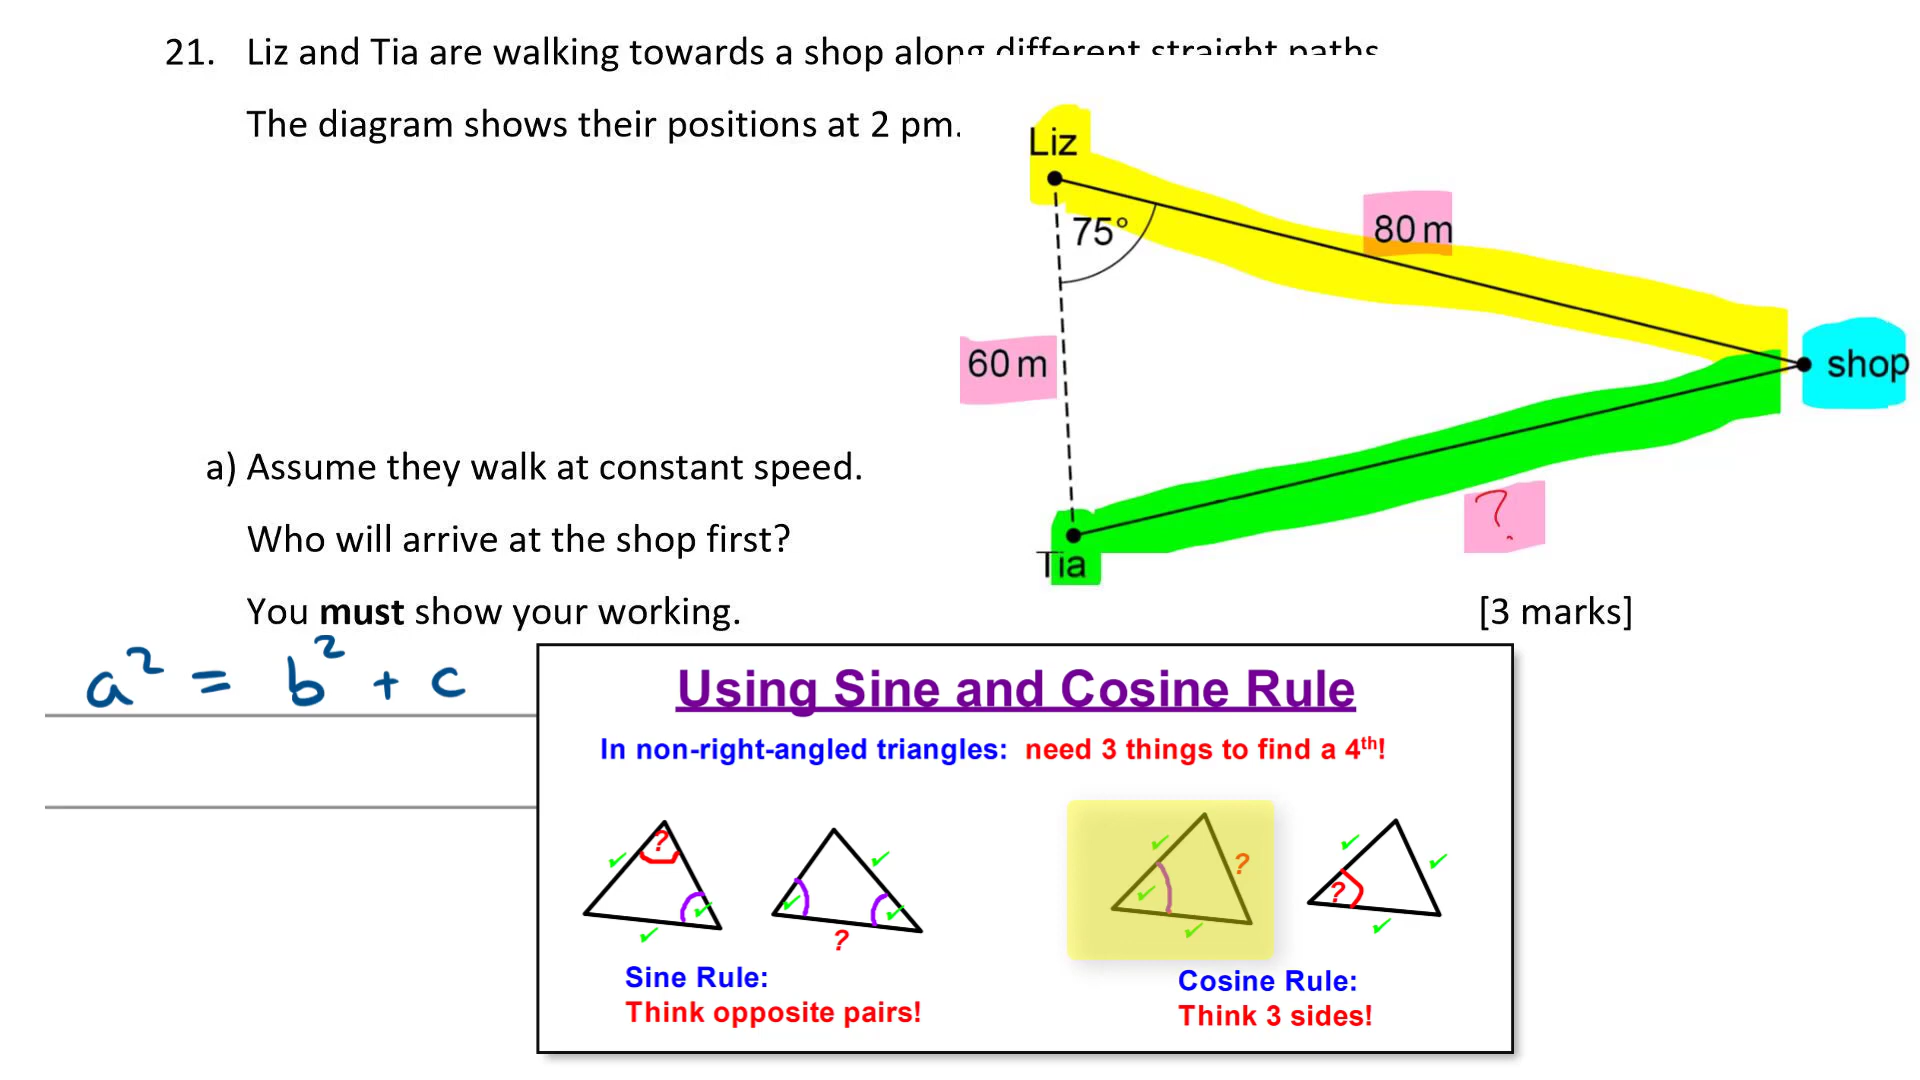 21. Liz and Tia are walking towards a shop along different straight paths
The diagram shows their positions at 2 pm.
Liz
75°
80 m
60 m
shop
?
Tia
a) Assume they walk at constant speed.
Who will arrive at the shop first?
You must show your working.
[3 marks]
a² = b² + c
Using Sine and Cosine Rule
In non-right-angled triangles: need 3 things to find a 4th!
?
?
?
?
Sine Rule:
Think opposite pairs!
Cosine Rule:
Think 3 sides!